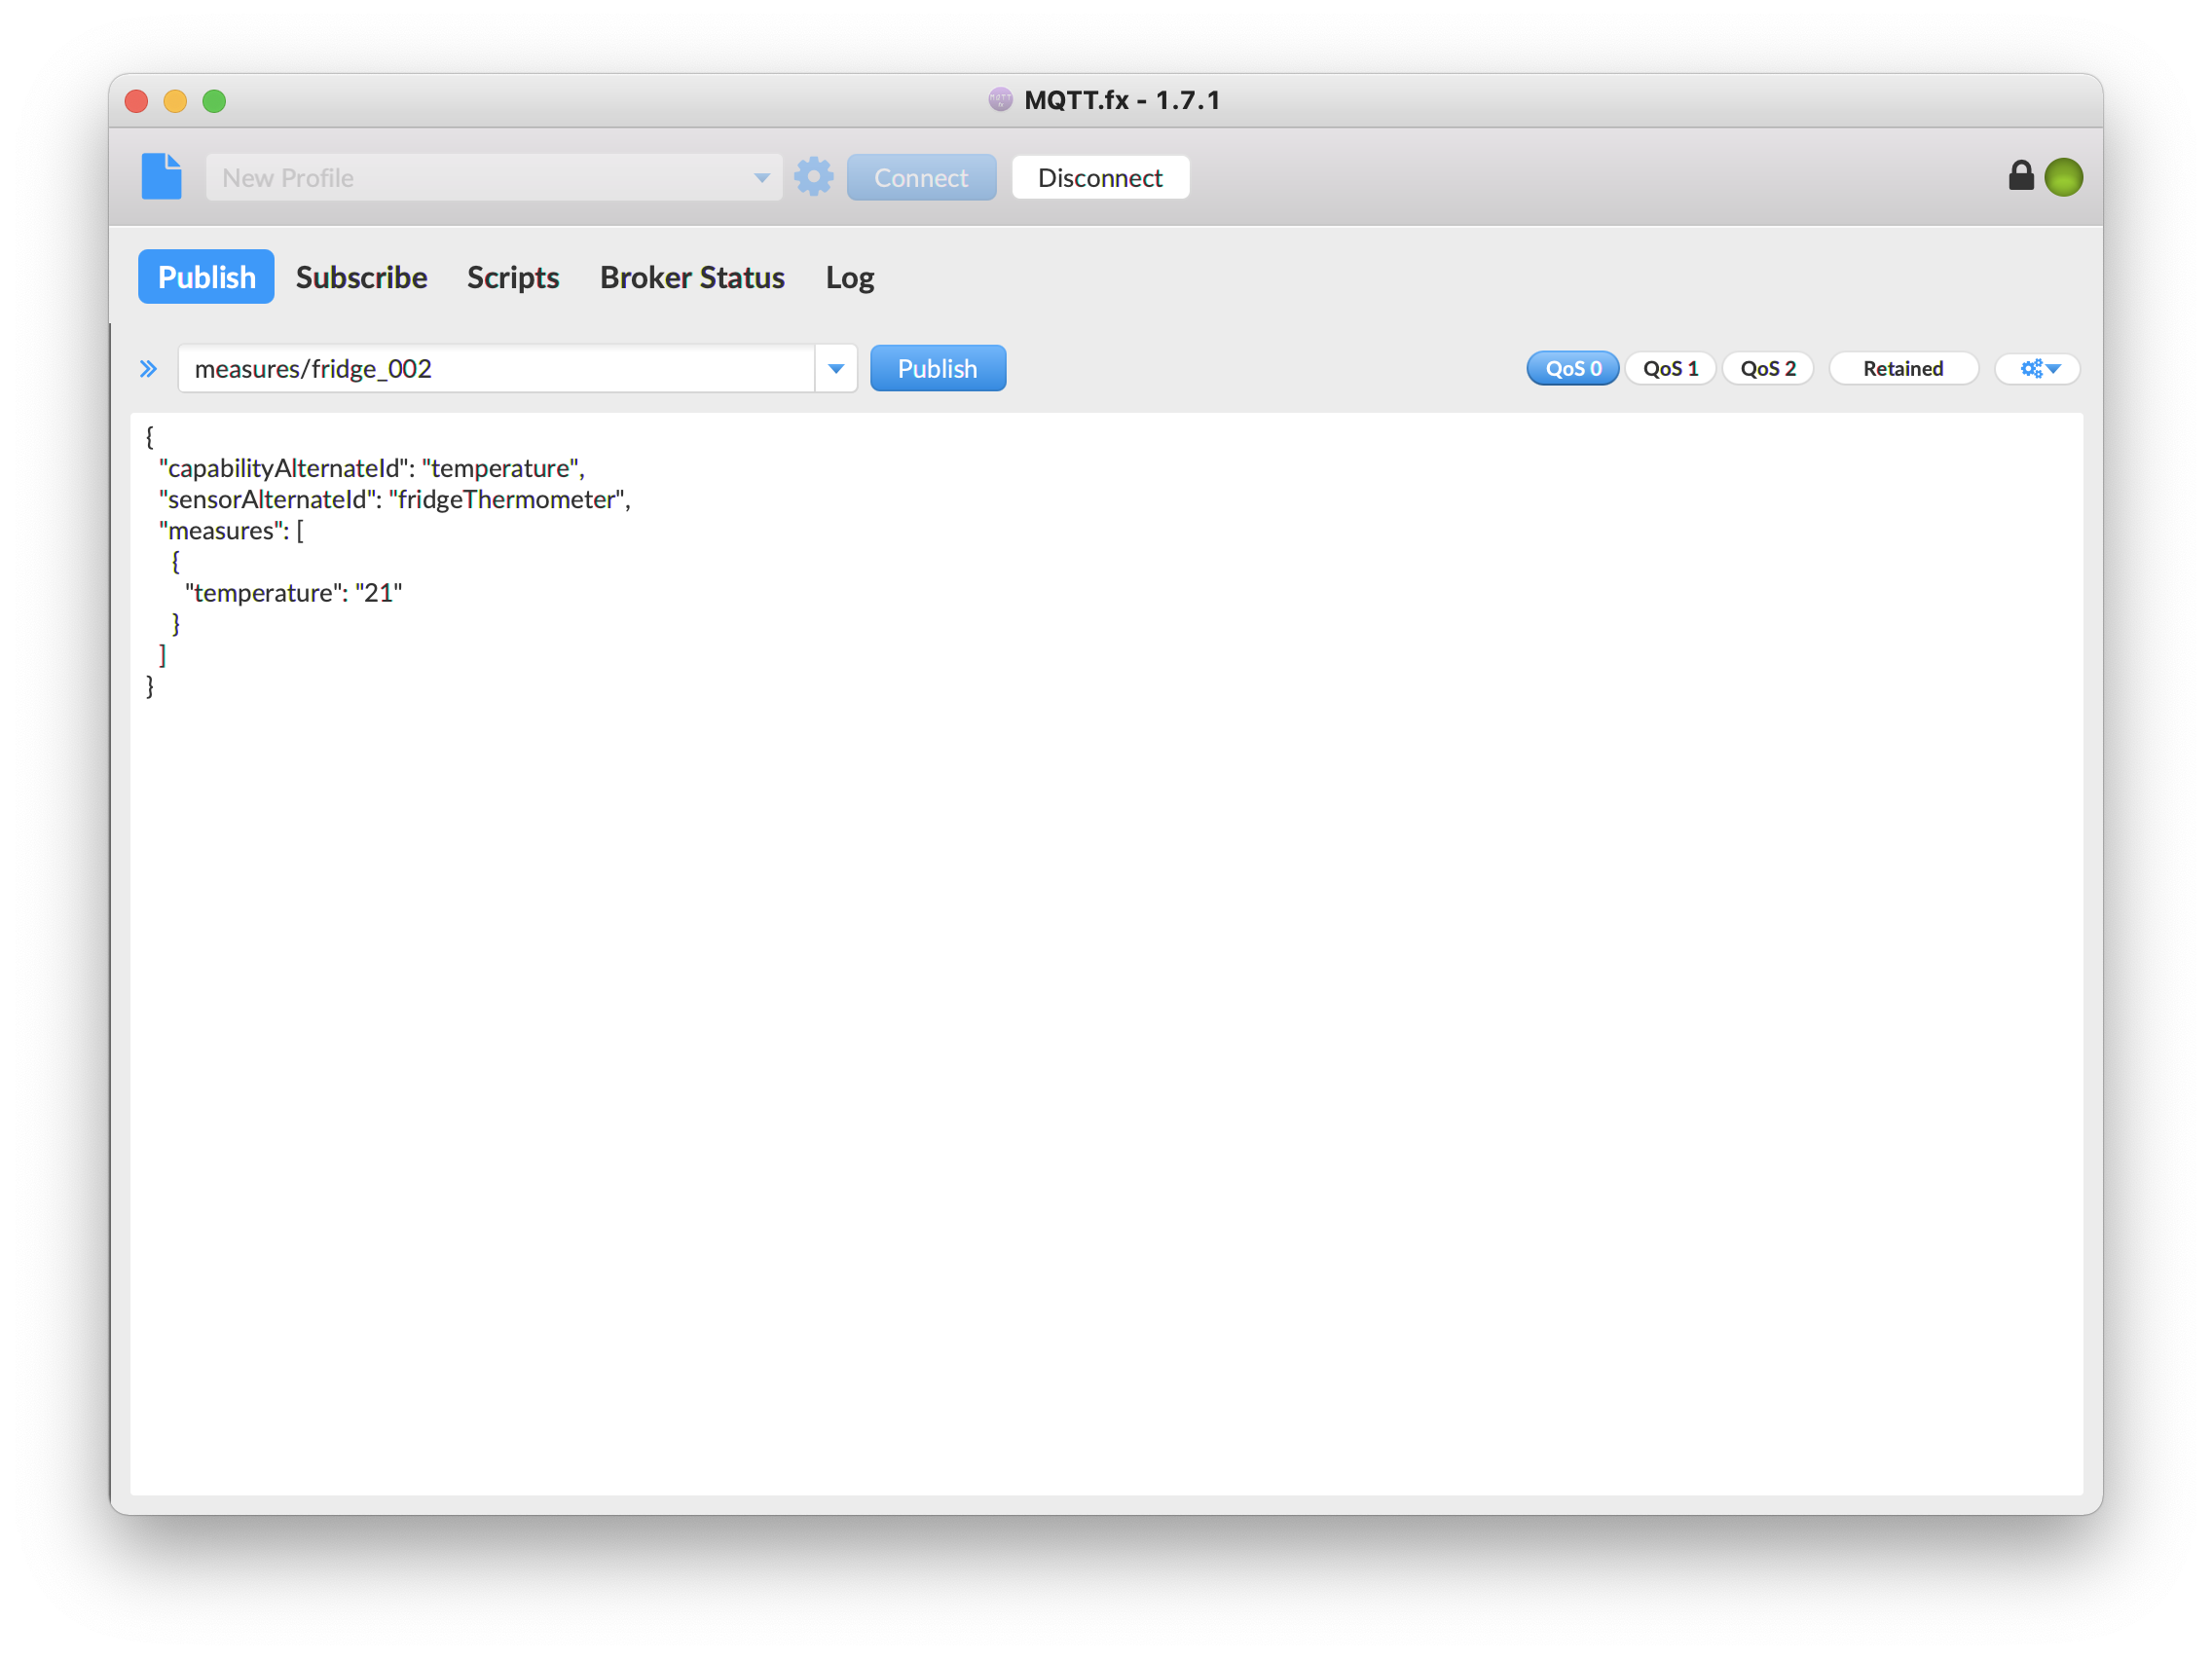 MQTT.fx - 1.7.1
New Profile
Connect
Disconnect
Publish
Subscribe
Scripts
Broker Status
Log
measures/fridge_002
Publish
QoS 0
QoS 1
QoS 2
Retained
{
"capabilityAlternateId": "temperature",
"sensorAlternateId": "fridgeThermometer",
"measures": [
{
"temperature": "21"
}
]
}